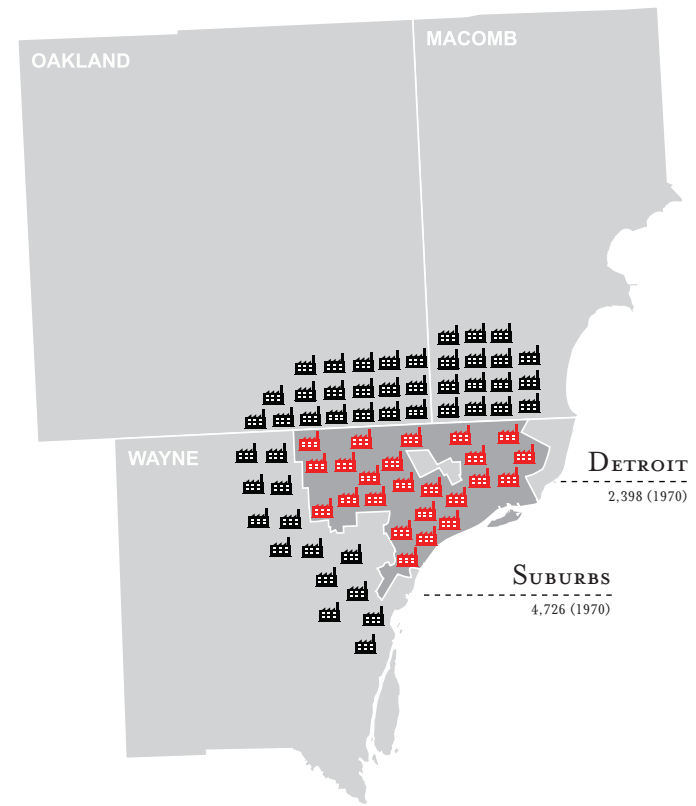 OAKLAND
MACOMB
WAYNE
Detroit
2,398 (1970)
Suburbs
4,726 (1970)